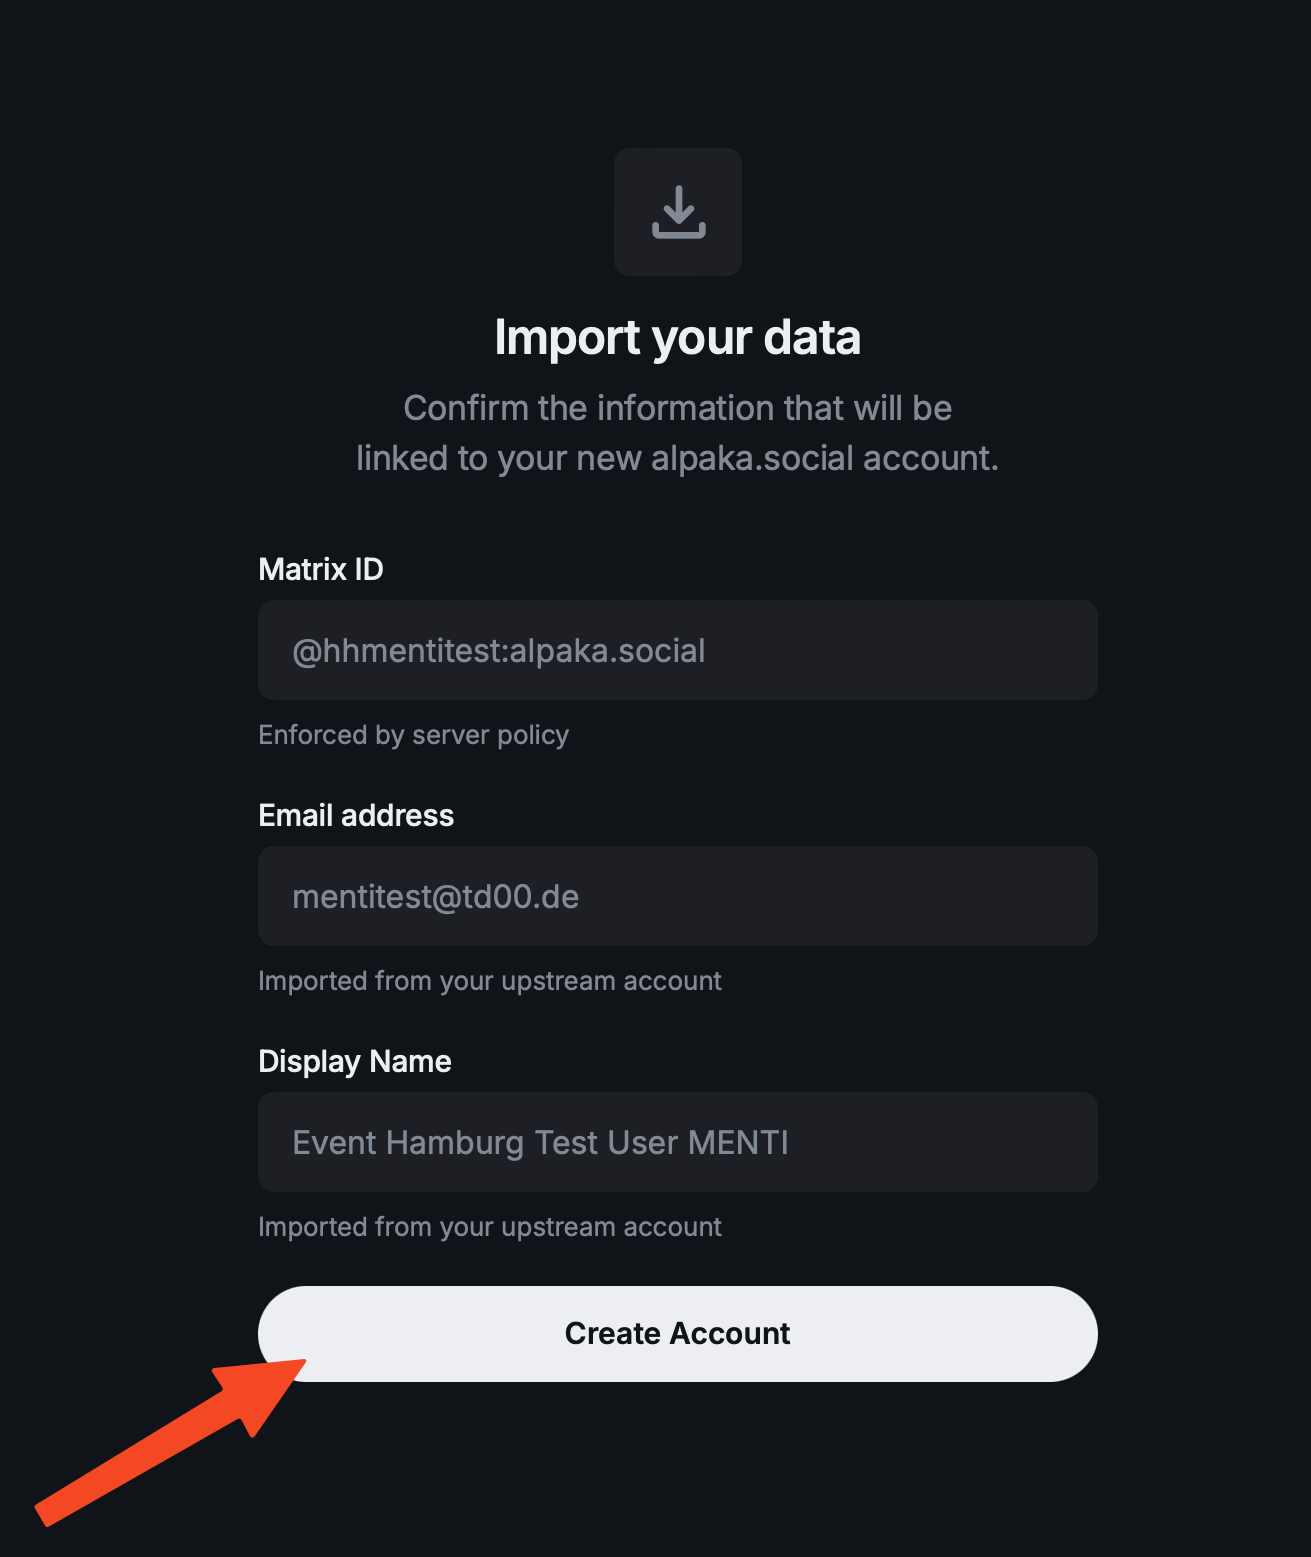 Import your data
Confirm the information that will be
linked to your new alpaka.social account.
Matrix ID
@hhmentitest:alpaka.social
Enforced by server policy
Email address
mentitest@td00.de
Imported from your upstream account
Display Name
Event Hamburg Test User MENTI
Imported from your upstream account
Create Account